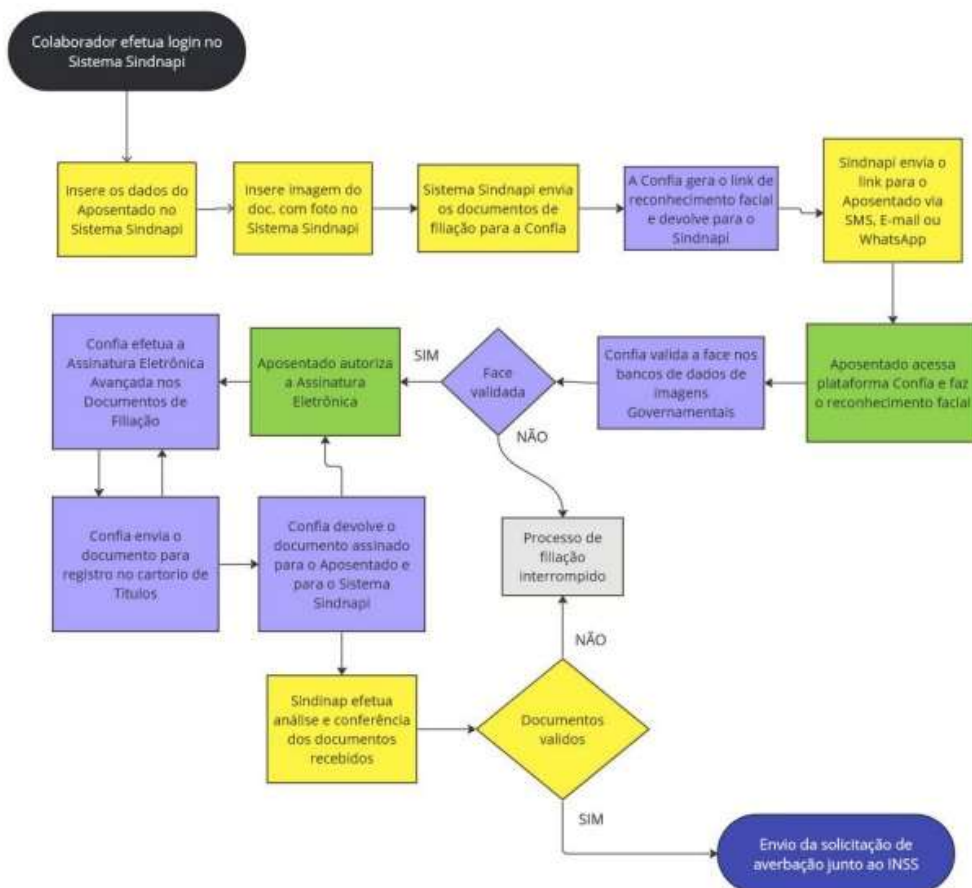 Colaborador efetua login no
Sistema Sindnapi
Insere os dados do
Aposentado no
Sistema Sindnapi
Insere imagem do
doc. com foto no
Sistema Sindnapi
Sistema Sindnapi envia
os documentos de
filiação para a Confia
A Confia gera o link de
reconhecimento facial
e devolve para o
Sindnapi
Sindnapi envia o
link para o
Aposentado via
SMS, E-mail ou
WhatsApp
Aposentado acessa
plataforma Confia e faz
o reconhecimento facial
Confia valida a face nos
bancos de dados de
imagens
Governamentais
Face
validada
SIM
NÃO
Aposentado autoriza
a Assinatura
Eletrônica
Confia efetua a
Assinatura Eletrônica
Avançada nos
Documentos de
Filiação
Confia envia o
documento para
registro no cartorio de
Titulos
Confia devolve o
documento assinado
para o Aposentado e
para o Sistema
Sindnapi
Processo de
filiação
interrompido
NÃO
Sindinap efetua
análise e conferência
dos documentos
recebidos
Documentos
validos
SIM
Envio da solicitação de
averbação junto ao INSS